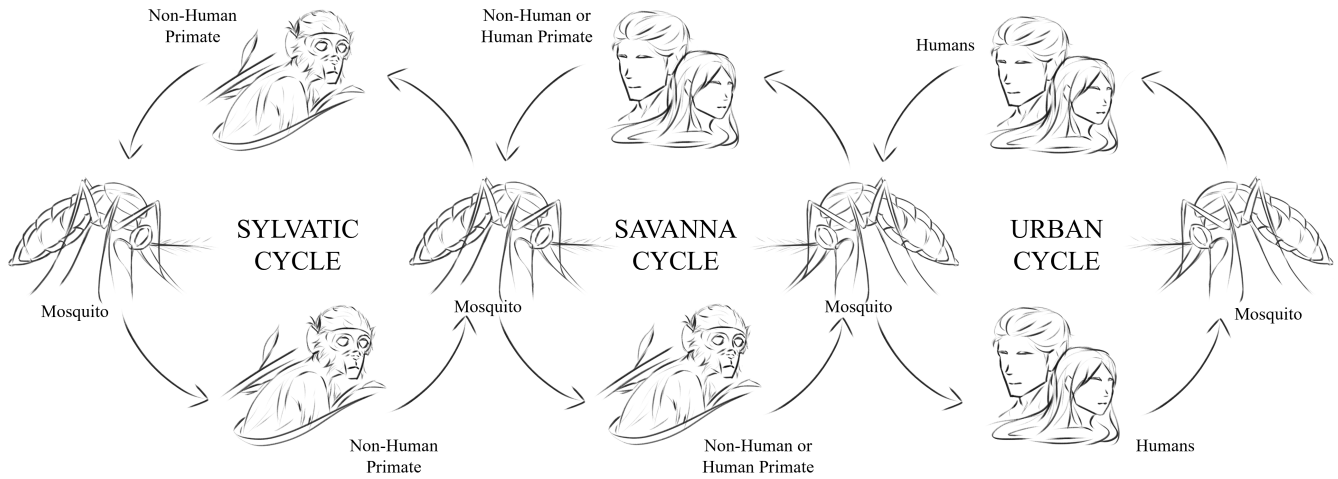 Non-Human
Primate
Non-Human or
Human Primate
Humans
SYLVATIC
CYCLE
SAVANNA
CYCLE
URBAN
CYCLE
Mosquito
Mosquito
Mosquito
Mosquito
Non-Human
Primate
Non-Human or
Human Primate
Humans